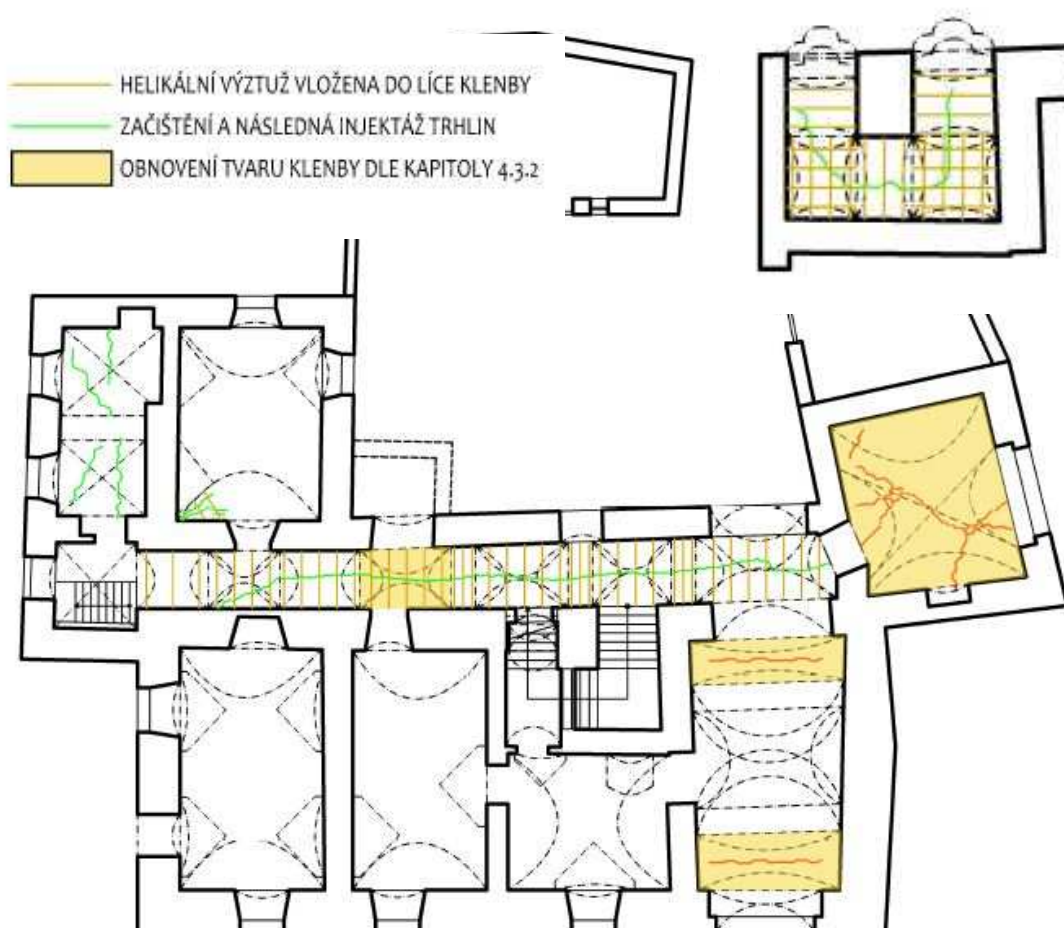 HELIKÁLNÍ VÝZTUŽ VLOŽENA DO LÍCE KLENBY
ZAČIŠTĚNÍ A NÁSLEDNÁ INJEKTÁŽ TRHLIN
OBNOVENÍ TVARU KLENBY DLE KAPITOLY 4.3.2